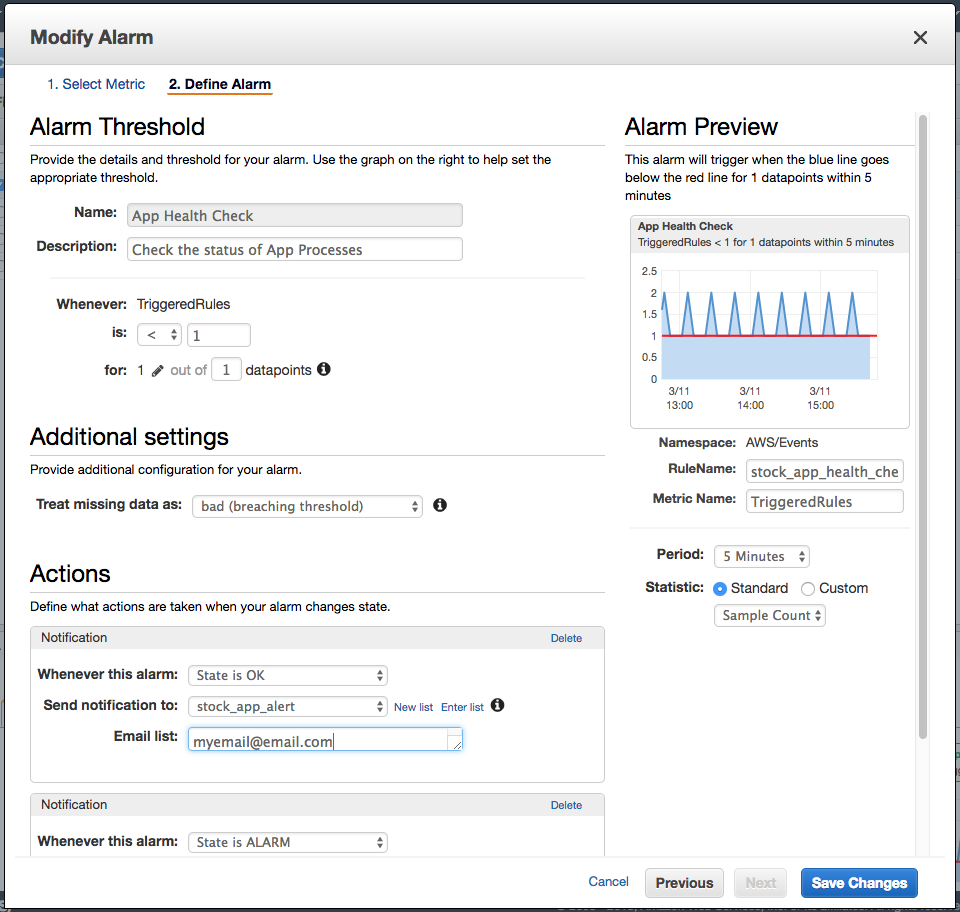 Modify Alarm
1. Select Metric 2. Define Alarm
Alarm Threshold
Provide the details and threshold for your alarm. Use the graph on the right to help set the
appropriate threshold.
Name: App Health Check
Description: Check the status of App Processes
Whenever: TriggeredRules
is: < 1
for: 1 out of 1 datapoints
Additional settings
Provide additional configuration for your alarm.
Treat missing data as: bad (breaching threshold)
Actions
Define what actions are taken when your alarm changes state.
Notification Delete
Whenever this alarm: State is OK
Send notification to: stock_app_alert New list Enter list
Email list: myemail@email.com
Notification Delete
Whenever this alarm: State is ALARM
Alarm Preview
This alarm will trigger when the blue line goes
below the red line for 1 datapoints within 5
minutes
App Health Check
TriggeredRules < 1 for 1 datapoints within 5 minutes
2.5
2
1.5
1
0.5
0
3/11 3/11 3/11
13:00 14:00 15:00
Namespace: AWS/Events
RuleName: stock_app_health_che
Metric Name: TriggeredRules
Period: 5 Minutes
Statistic: Standard Custom
Sample Count
Cancel Previous Next Save Changes